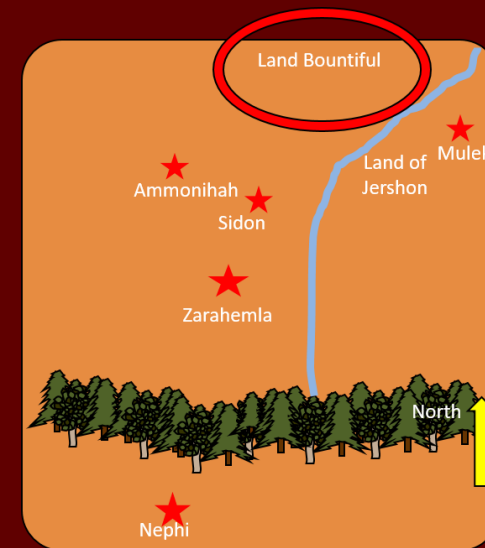 Land Bountiful
Land of
Jershon
Ammonihah
Sidon
Zarahemla
North
Nephi